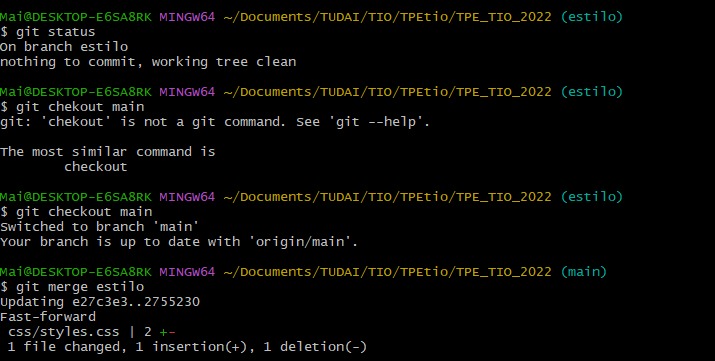 Mai@DESKTOP-E6SA8RK MINGW64 ~/Documents/TUDAI/TIO/TPEtio/TPE_TIO_2022 (estilo)
$ git status
On branch estilo
nothing to commit, working tree clean
Mai@DESKTOP-E6SA8RK MINGW64 ~/Documents/TUDAI/TIO/TPEtio/TPE_TIO_2022 (estilo)
$ git chekout main
git: 'chekout' is not a git command. See 'git --help'.
The most similar command is
        checkout
Mai@DESKTOP-E6SA8RK MINGW64 ~/Documents/TUDAI/TIO/TPEtio/TPE_TIO_2022 (estilo)
$ git checkout main
Switched to branch 'main'
Your branch is up to date with 'origin/main'.
Mai@DESKTOP-E6SA8RK MINGW64 ~/Documents/TUDAI/TIO/TPEtio/TPE_TIO_2022 (main)
$ git merge estilo
Updating e27c3e3..2755230
Fast-forward
 css/styles.css | 2 +-
 1 file changed, 1 insertion(+), 1 deletion(-)